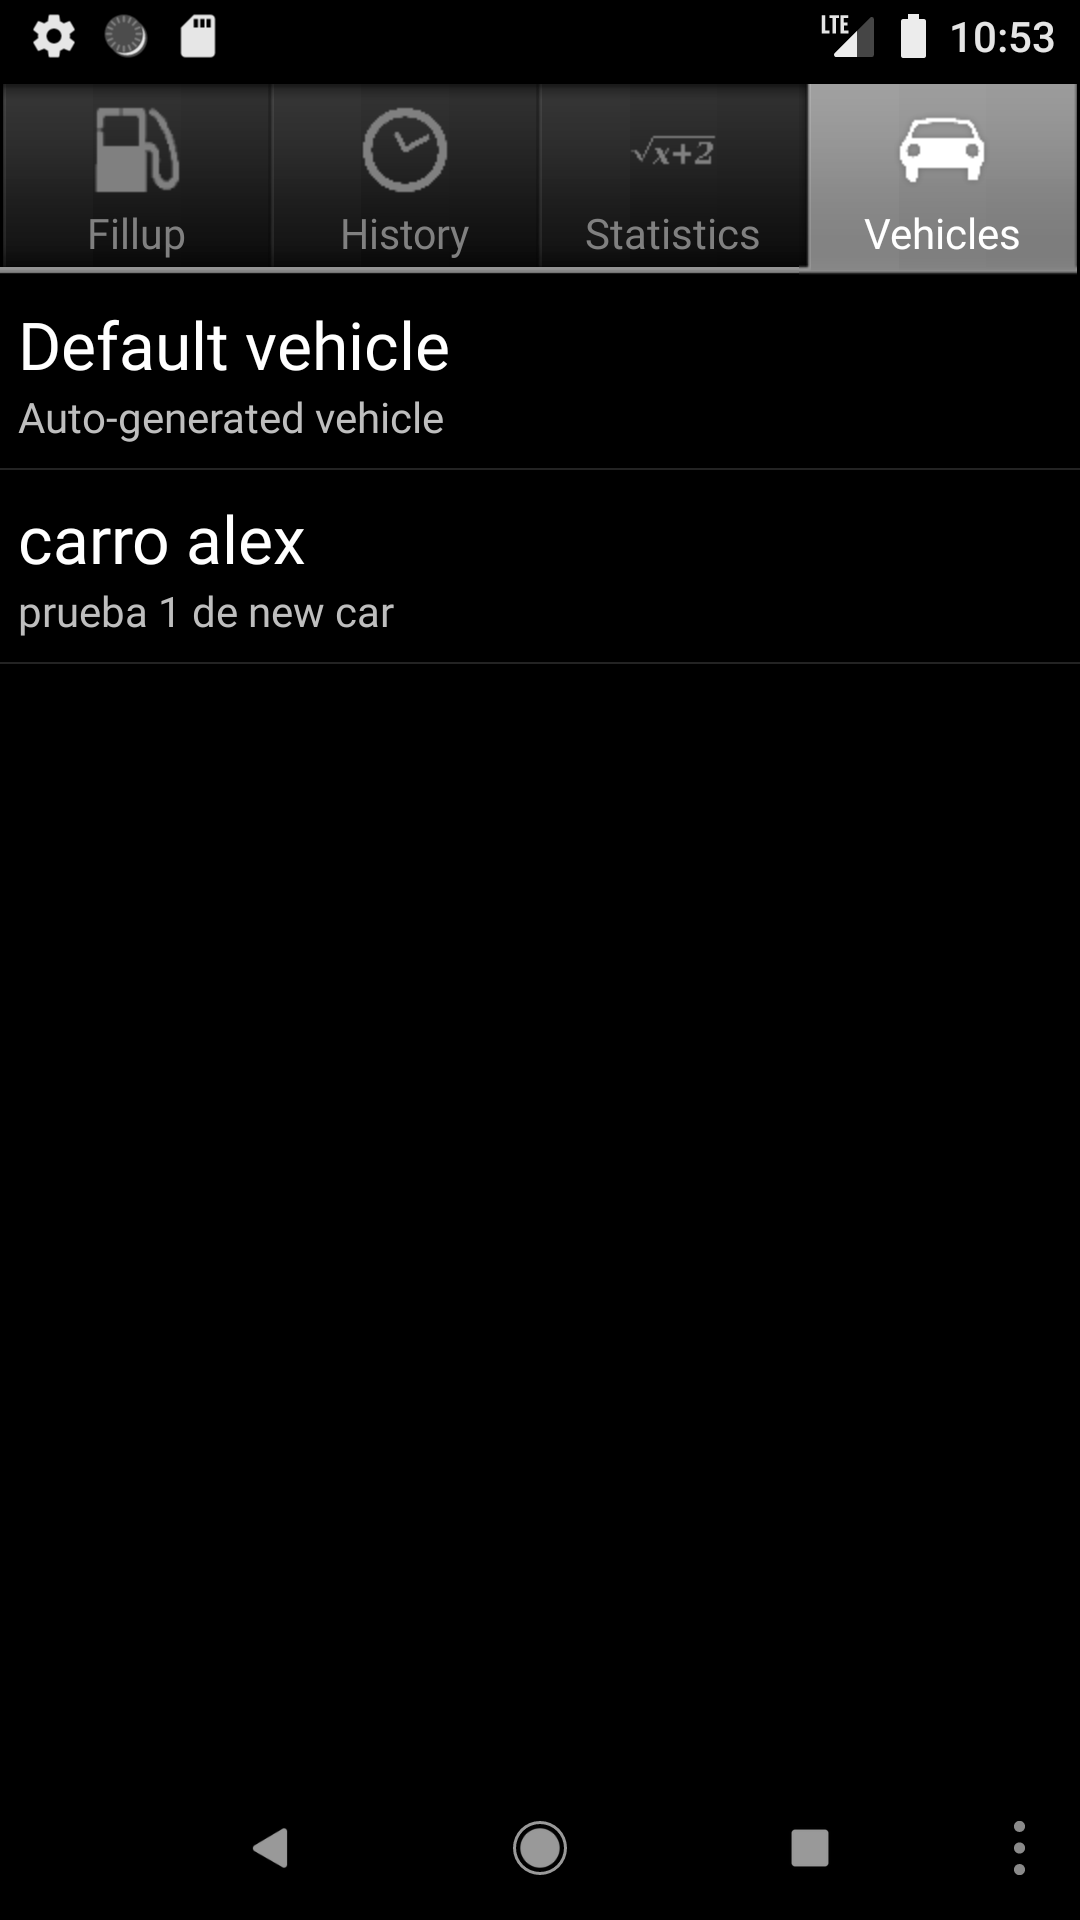 LTE 10:53
√x+2
Fillup History Statistics Vehicles
Default vehicle
Auto-generated vehicle
carro alex
prueba 1 de new car